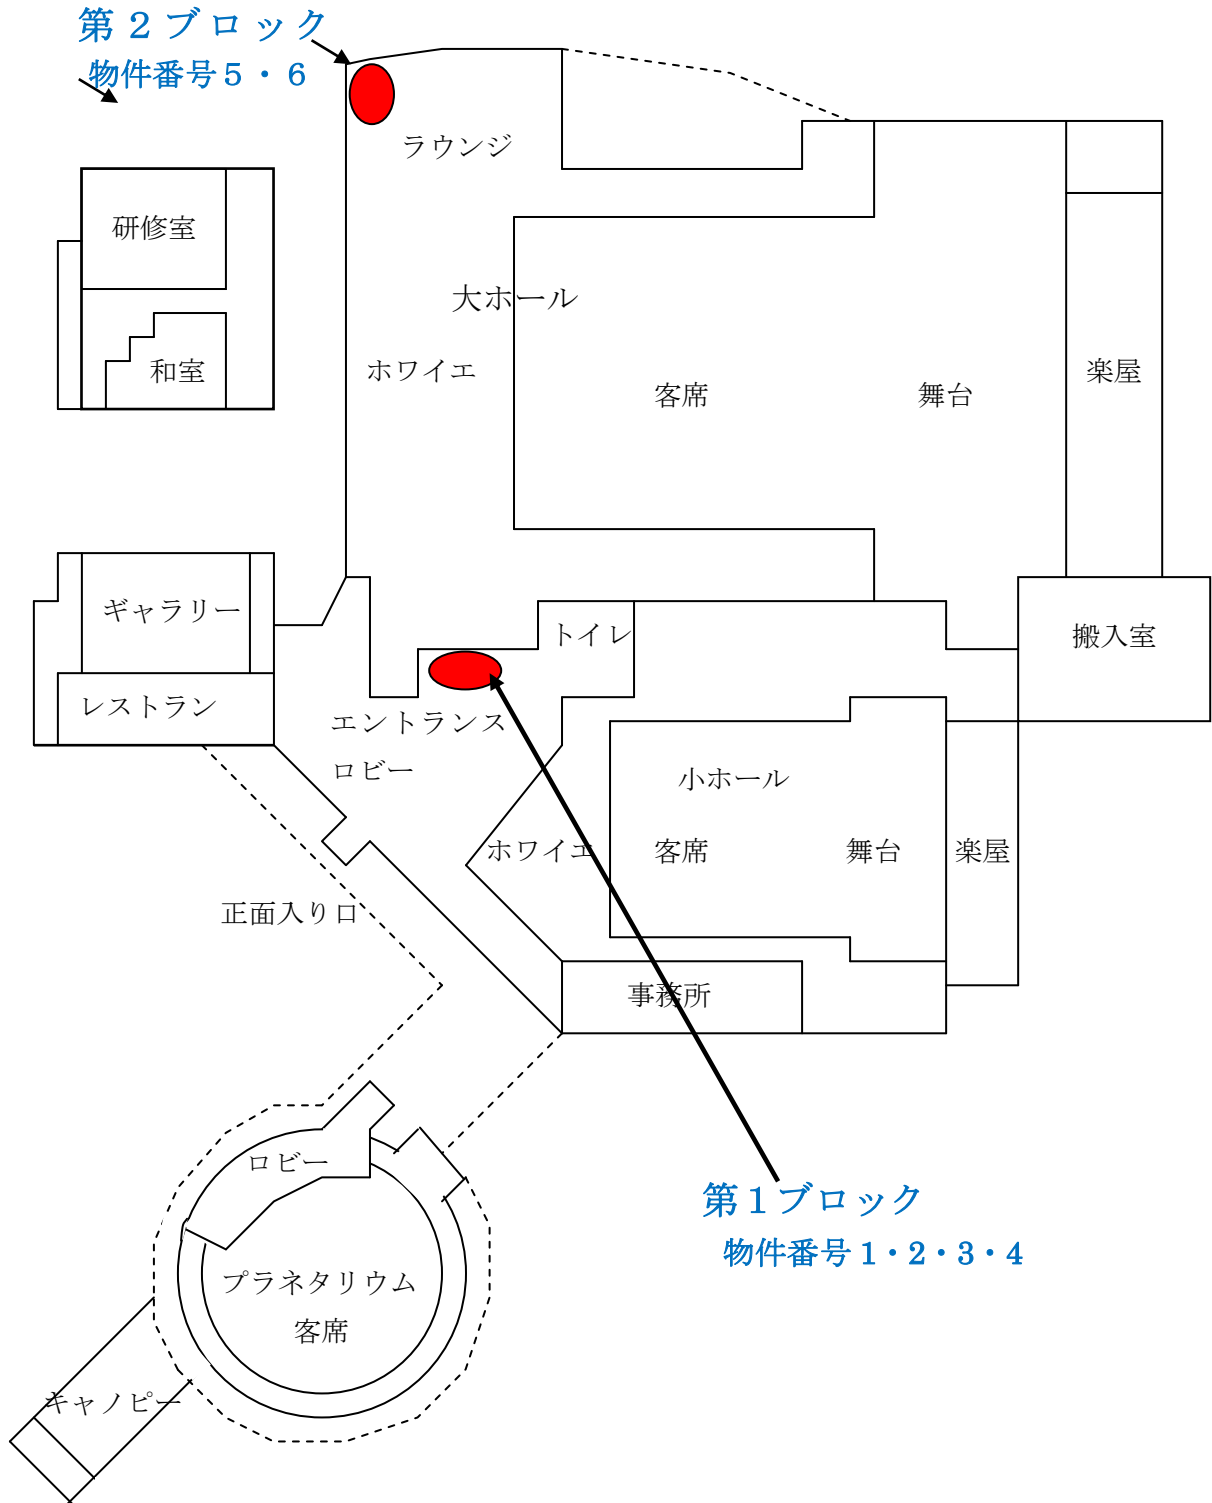 第２ブロック
物件番号５・６
ラウンジ
研修室
大ホール
ホワイエ
和室
客席
舞台
楽屋
ギャラリー
トイレ
搬入室
レストラン
エントランス
ロビー
小ホール
ホワイエ
客席
舞台
楽屋
正面入り口
事務所
ロビー
第１ブロック
物件番号１・２・３・４
プラネタリウム
客席
キャノピー